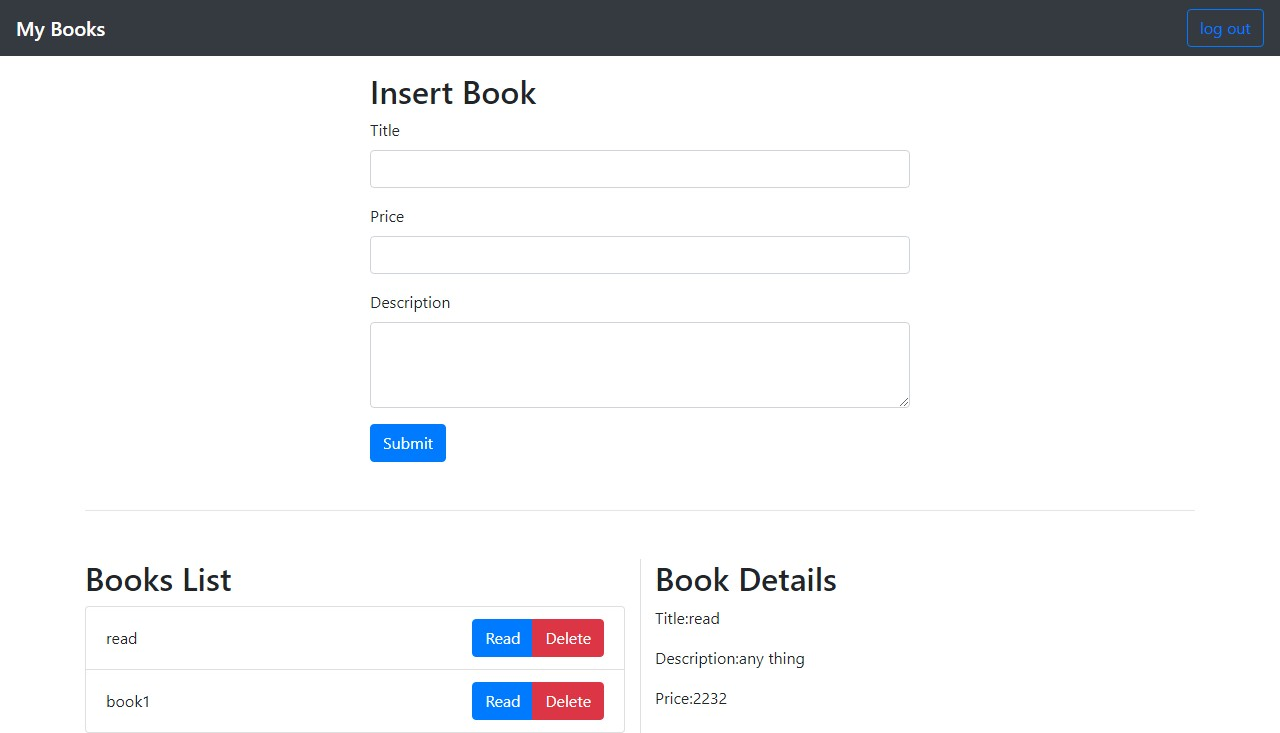 My Books
log out
Insert Book
Title
Price
Description
Submit
Books List
read
Read
Delete
book1
Read
Delete
Book Details
Title:read
Description:any thing
Price:2232